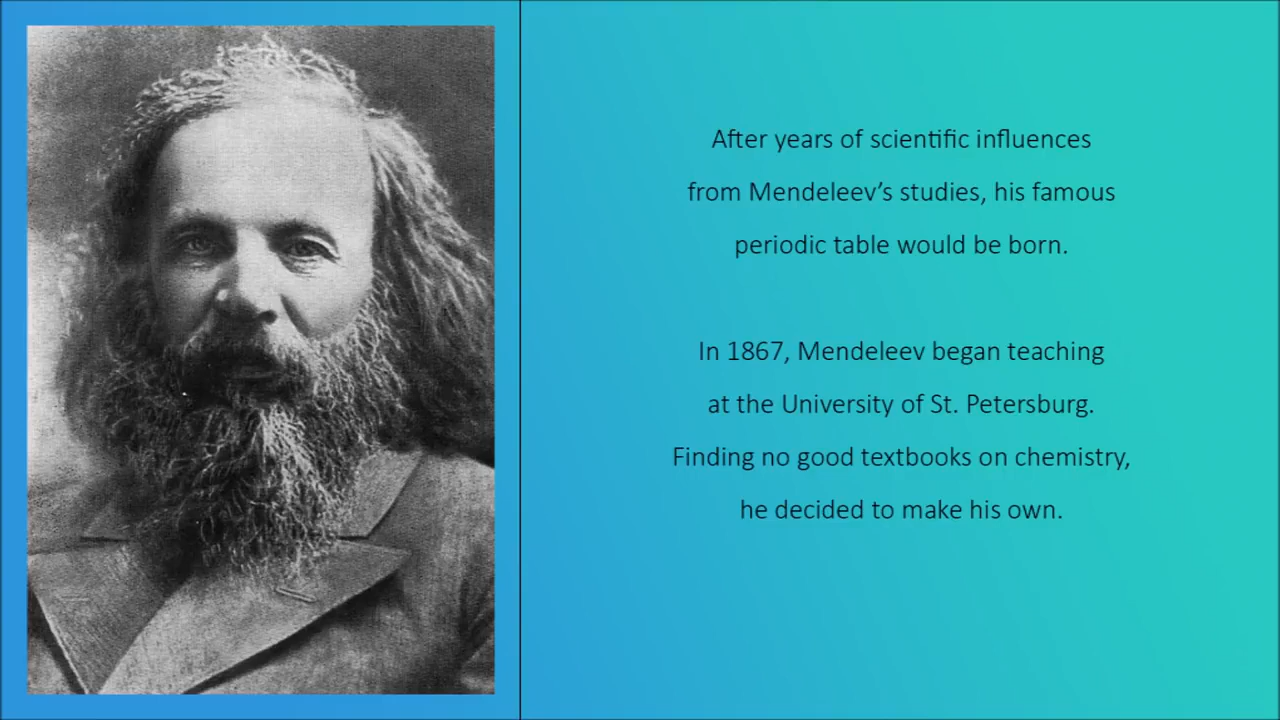 After years of scientific influences
from Mendeleev’s studies, his famous
periodic table would be born.
In 1867, Mendeleev began teaching
at the University of St. Petersburg.
Finding no good textbooks on chemistry,
he decided to make his own.